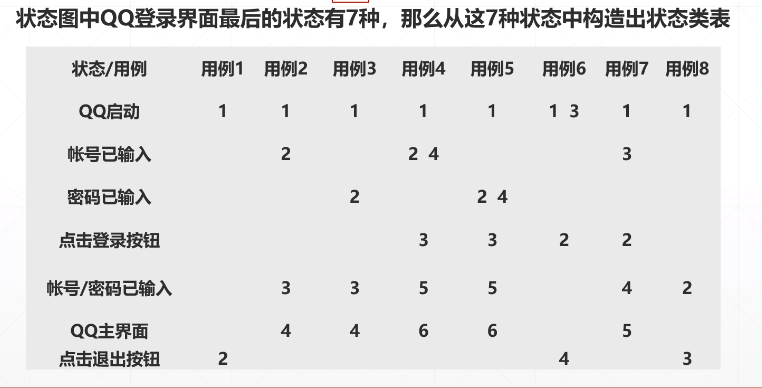 状态图中QQ登录界面最后的状态有7种，那么从这7种状态中构造出状态类表
状态/用例 用例1 用例2 用例3 用例4 用例5 用例6 用例7 用例8
QQ启动 1 1 1 1 1 1 3 1 1
帐号已输入 2 2 4 3
密码已输入 2 2 4
点击登录按钮 3 3 2 2
帐号/密码已输入 3 3 5 5 4 2
QQ主界面 4 4 6 6 5
点击退出按钮 2 4 3